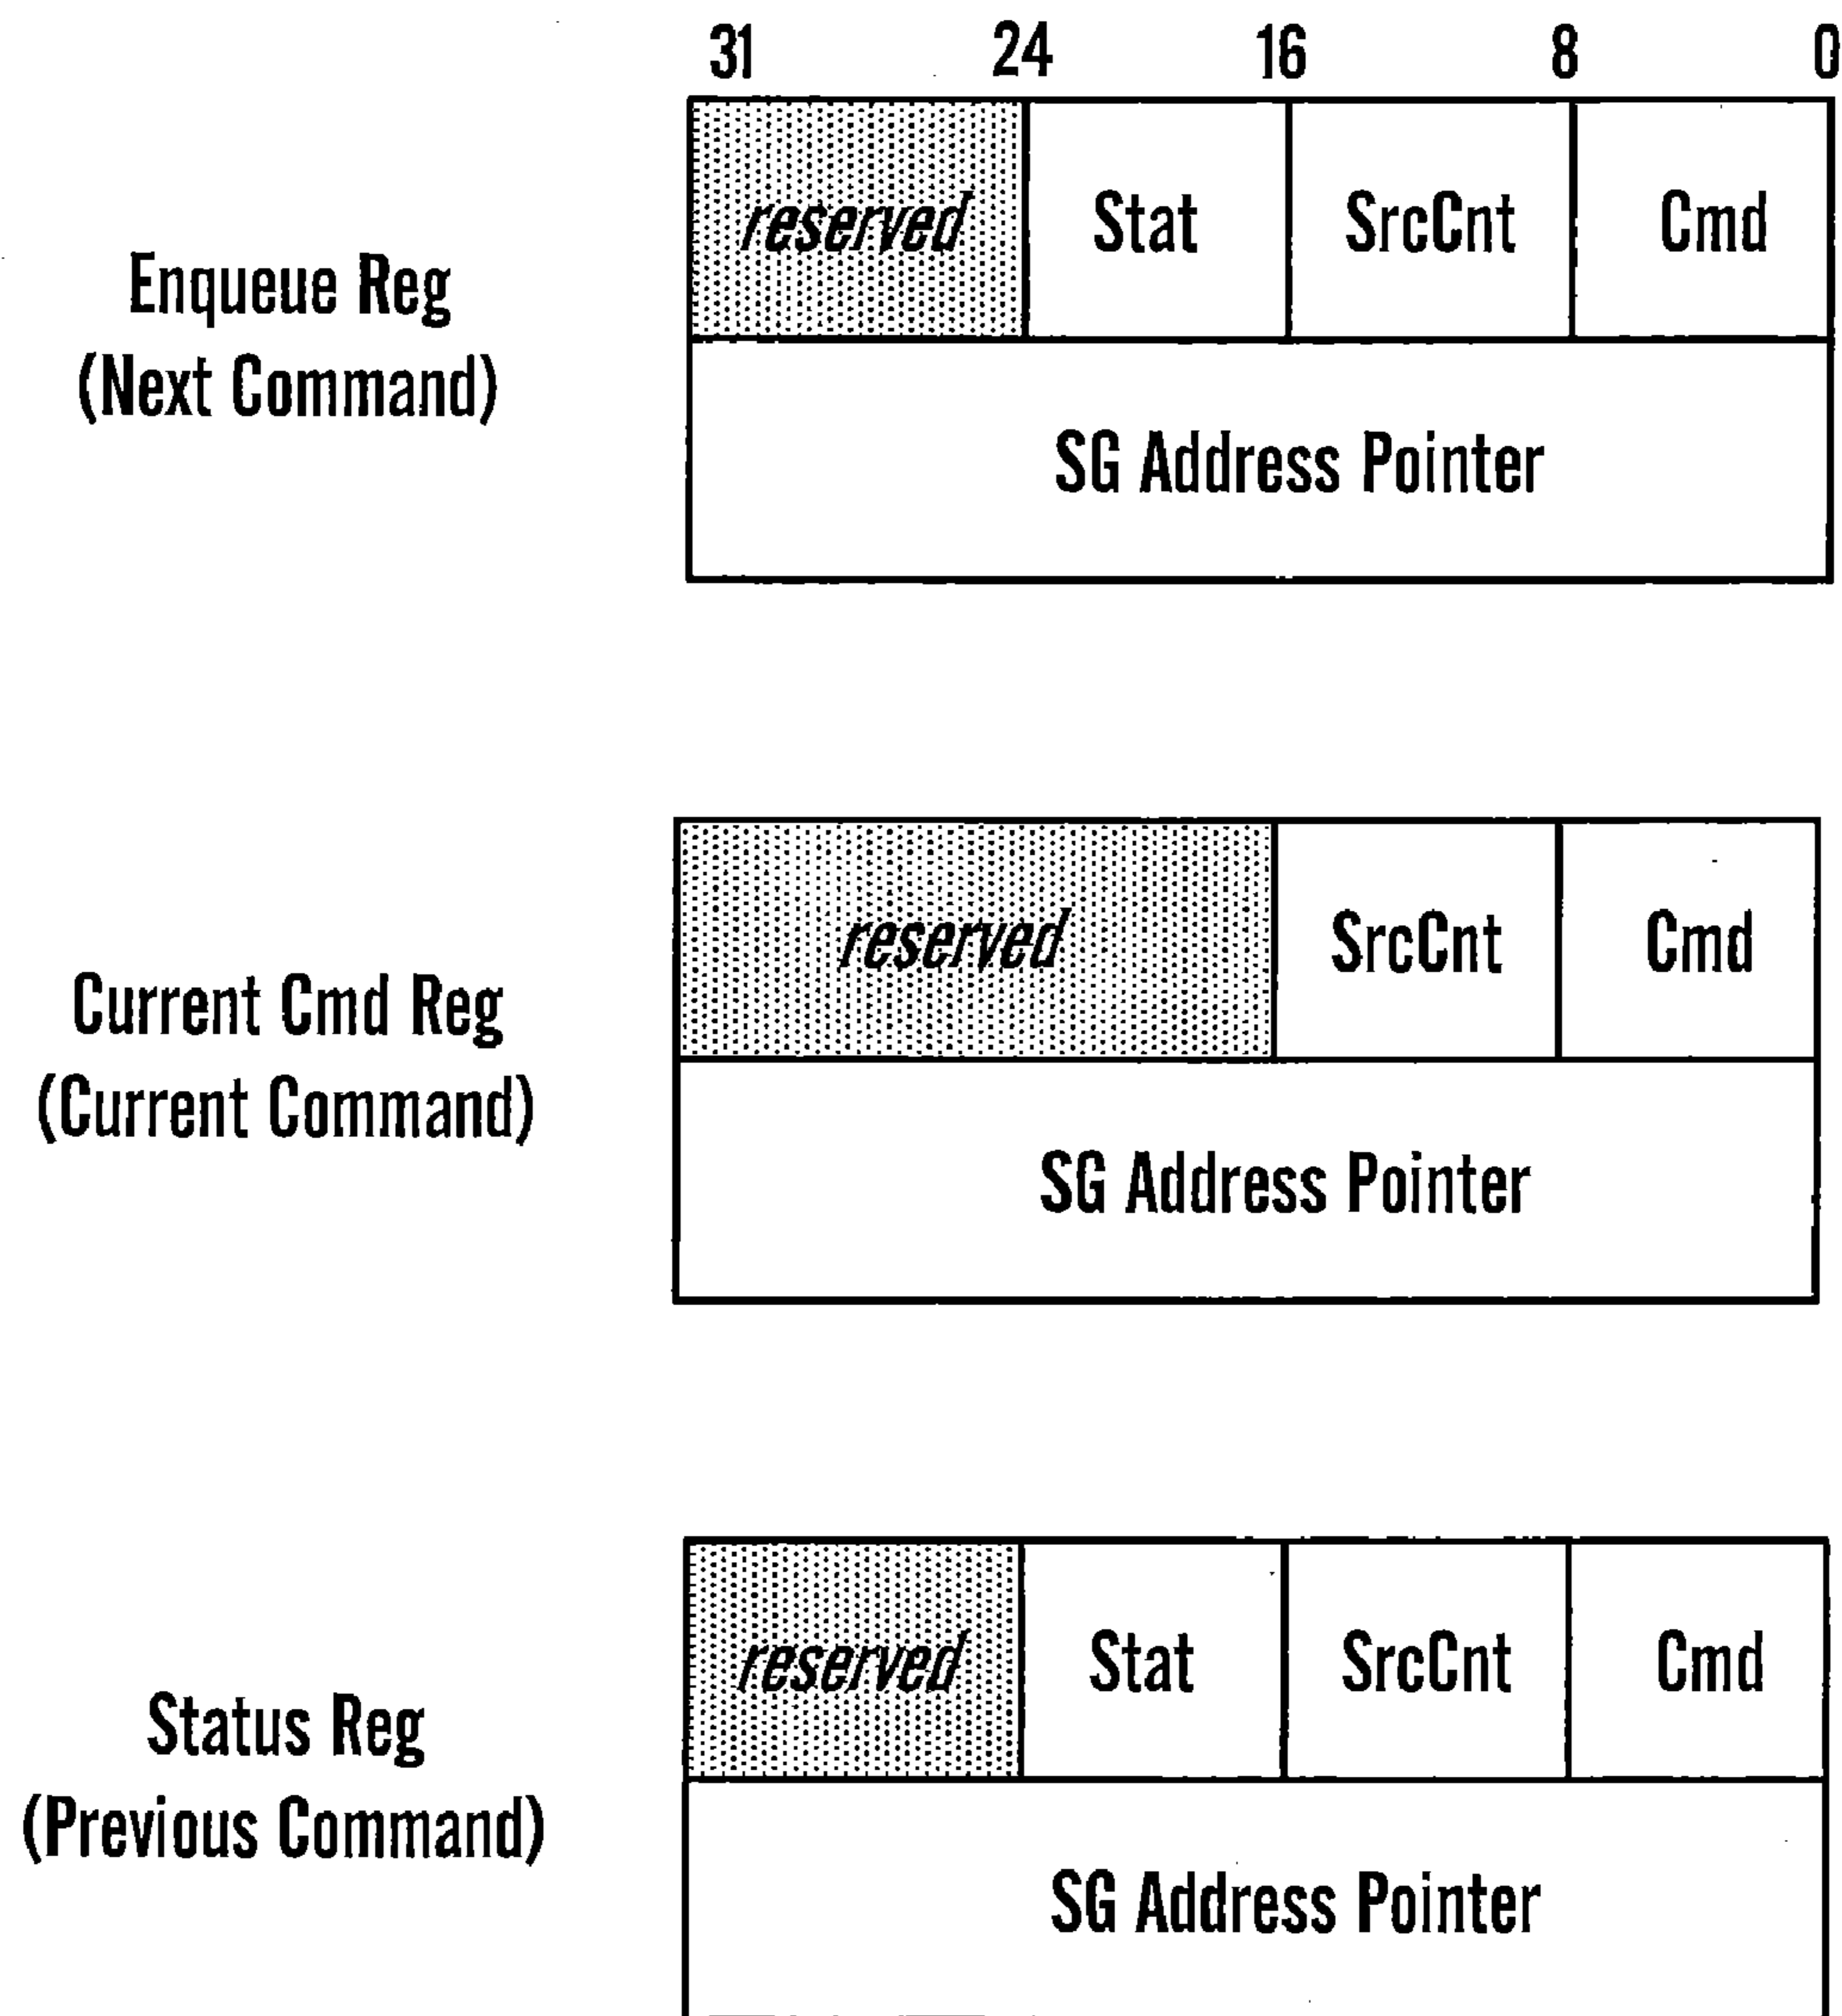 31 24 16 8 0
Enqueue Reg
(Next Command)
reserved Stat SrcCnt Cmd
SG Address Pointer
Current Cmd Reg
(Current Command)
reserved SrcCnt Cmd
SG Address Pointer
Status Reg
(Previous Command)
reserved Stat SrcCnt Cmd
SG Address Pointer